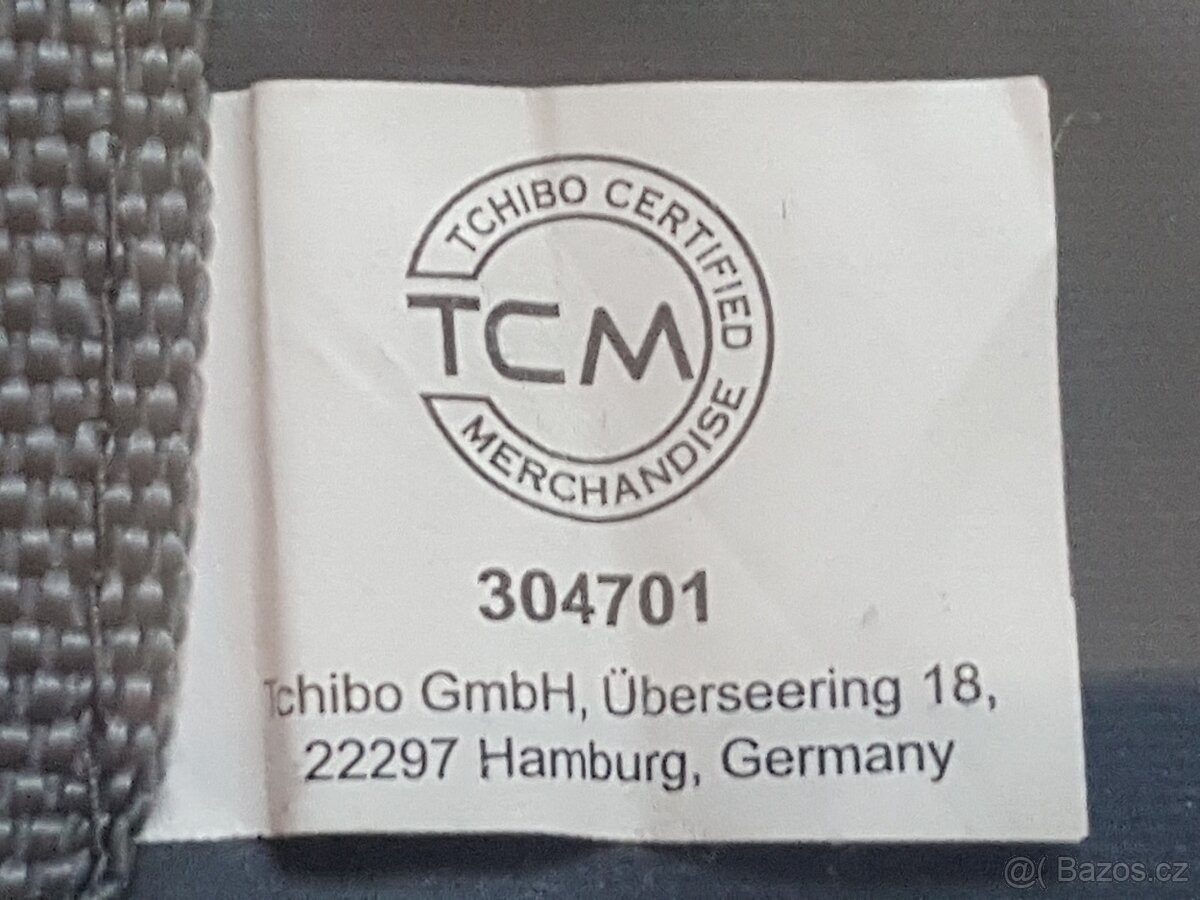 TCHIBO CERTIFIED
TCM
MERCHANDISE
304701
Tchibo GmbH, Überseering 18,
22297 Hamburg, Germany
@( Bazos.cz